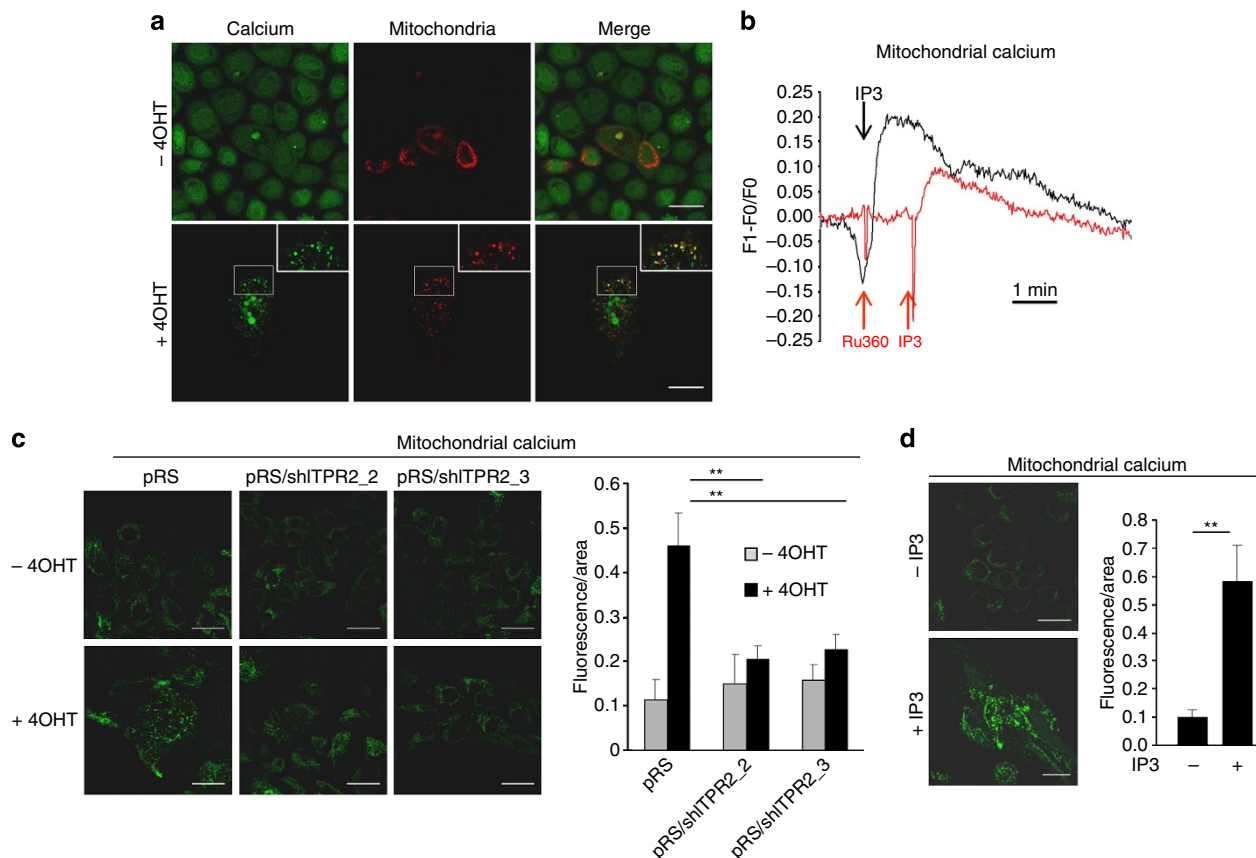 a
Calcium
Mitochondria
Merge
– 4OHT
+ 4OHT
b
Mitochondrial calcium
F1-F0/F0
0.25
0.20
0.15
0.10
0.05
0.00
–0.05
–0.10
–0.15
–0.20
–0.25
IP3
Ru360
IP3
1 min
c
Mitochondrial calcium
pRS
pRS/shITPR2_2
pRS/shITPR2_3
– 4OHT
+ 4OHT
Fluorescence/area
0.6
0.5
0.4
0.3
0.2
0.1
0
**
**
– 4OHT
+ 4OHT
pRS
pRS/shITPR2_2
pRS/shITPR2_3
d
Mitochondrial calcium
– IP3
+ IP3
Fluorescence/area
0.8
0.7
0.6
0.5
0.4
0.3
0.2
0.1
0.0
**
IP3 – +